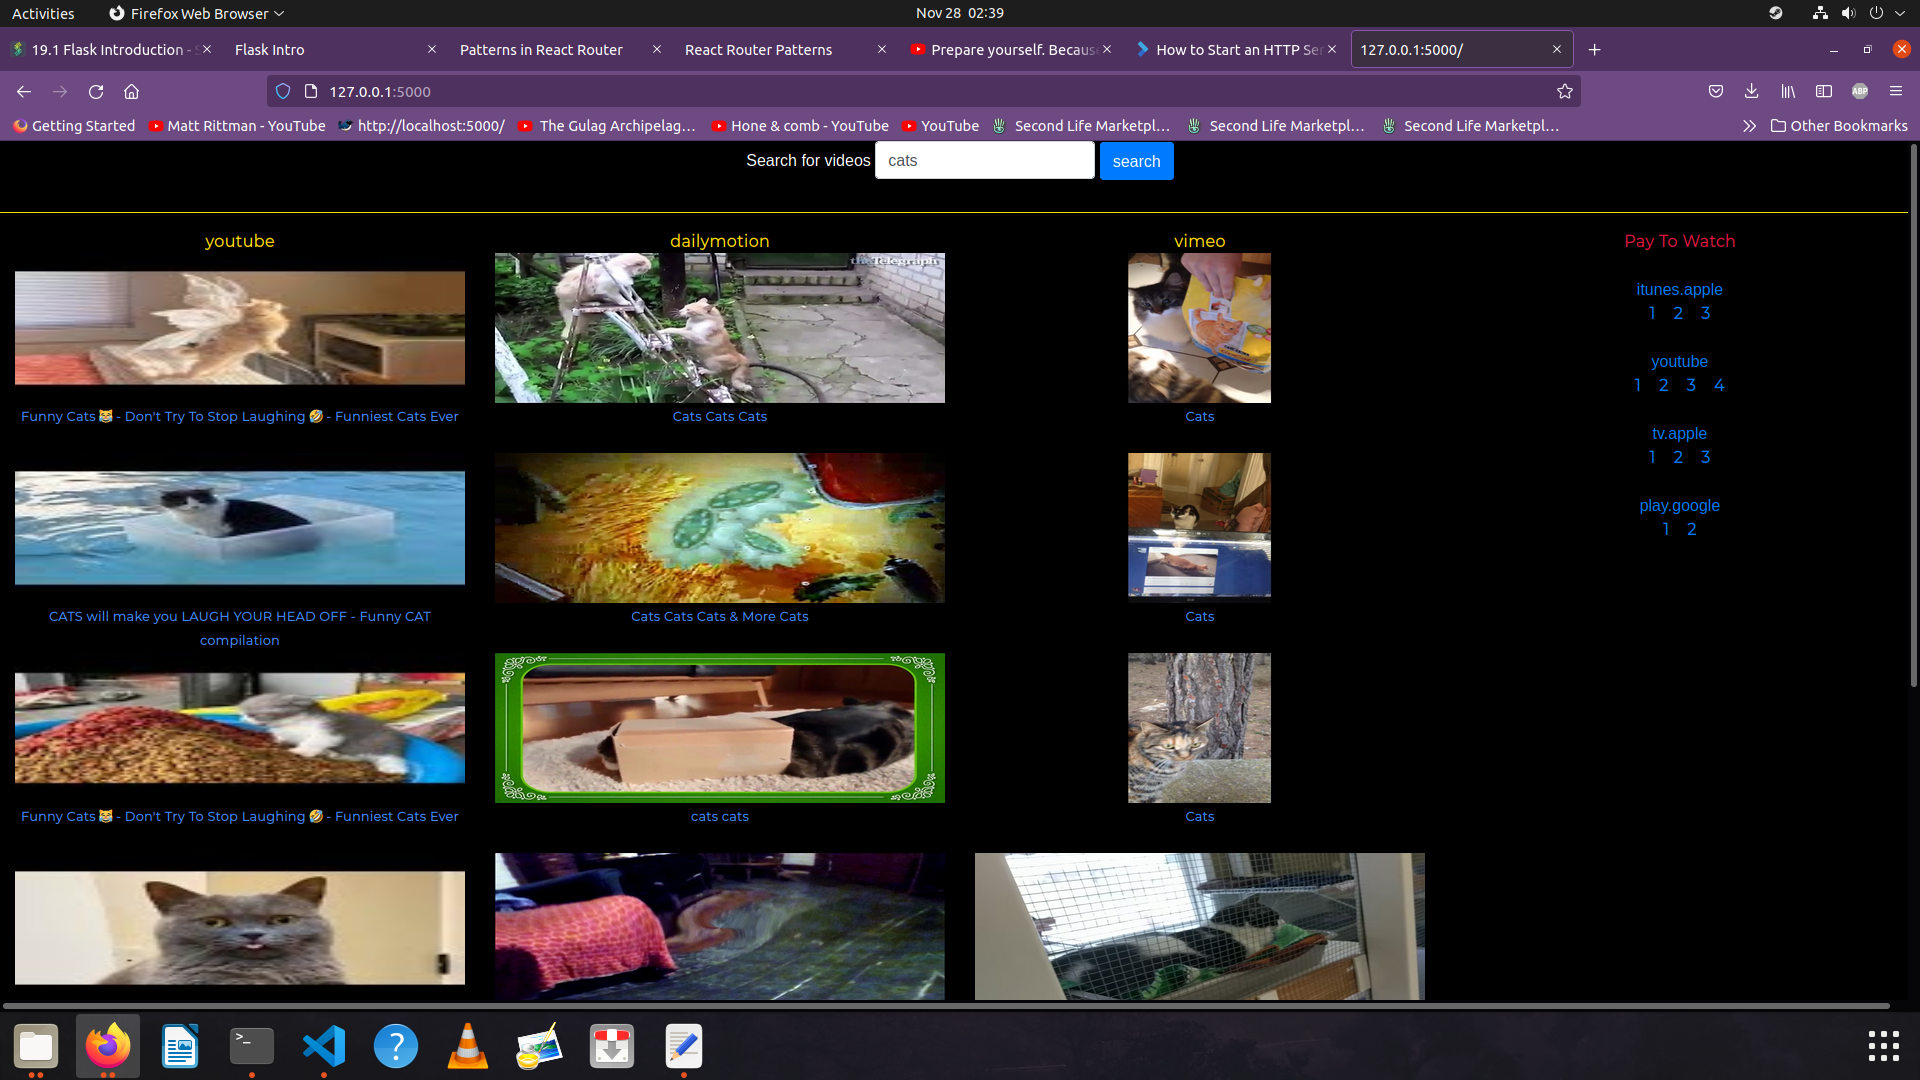 Activities
Firefox Web Browser
Nov 28 02:39
19.1 Flask Introduction -
Flask Intro
Patterns in React Router
React Router Patterns
Prepare yourself. Becaus
How to Start an HTTP Ser
127.0.0.1:5000/
127.0.0.1:5000
ABP
Getting Started
Matt Rittman - YouTube
http://localhost:5000/
The Gulag Archipelag…
Hone & comb - YouTube
YouTube
Second Life Marketpl…
Second Life Marketpl…
Second Life Marketpl…
Other Bookmarks
Search for videos
cats
search
youtube
dailymotion
vimeo
Pay To Watch
theTelegraph
itunes.apple
1 2 3
youtube
1 2 3 4
Funny Cats 😹 - Don't Try To Stop Laughing 🤣 - Funniest Cats Ever
Cats Cats Cats
Cats
tv.apple
1 2 3
play.google
1 2
CATS will make you LAUGH YOUR HEAD OFF - Funny CAT
compilation
Cats Cats Cats & More Cats
Cats
Funny Cats 😹 - Don't Try To Stop Laughing 🤣 - Funniest Cats Ever
cats cats
Cats